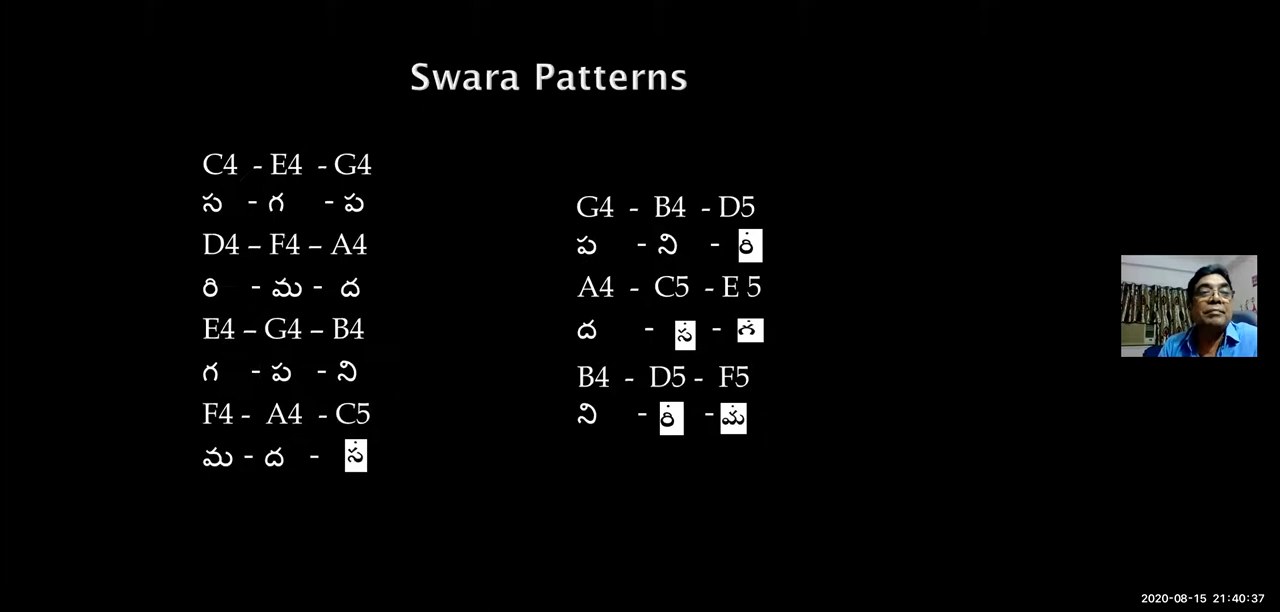 Swara Patterns
C4 - E4 - G4
స - గ - ప
D4 – F4 – A4
రి - మ - ద
E4 – G4 – B4
గ - ప - ని
F4 - A4 - C5
మ - ద - స̇
G4 - B4 - D5
ప - ని - రి̇
A4 - C5 - E 5
ద - స̇ - గ̇
B4 - D5 - F5
ని - రి̇ - మ̇
2020-08-15 21:40:37